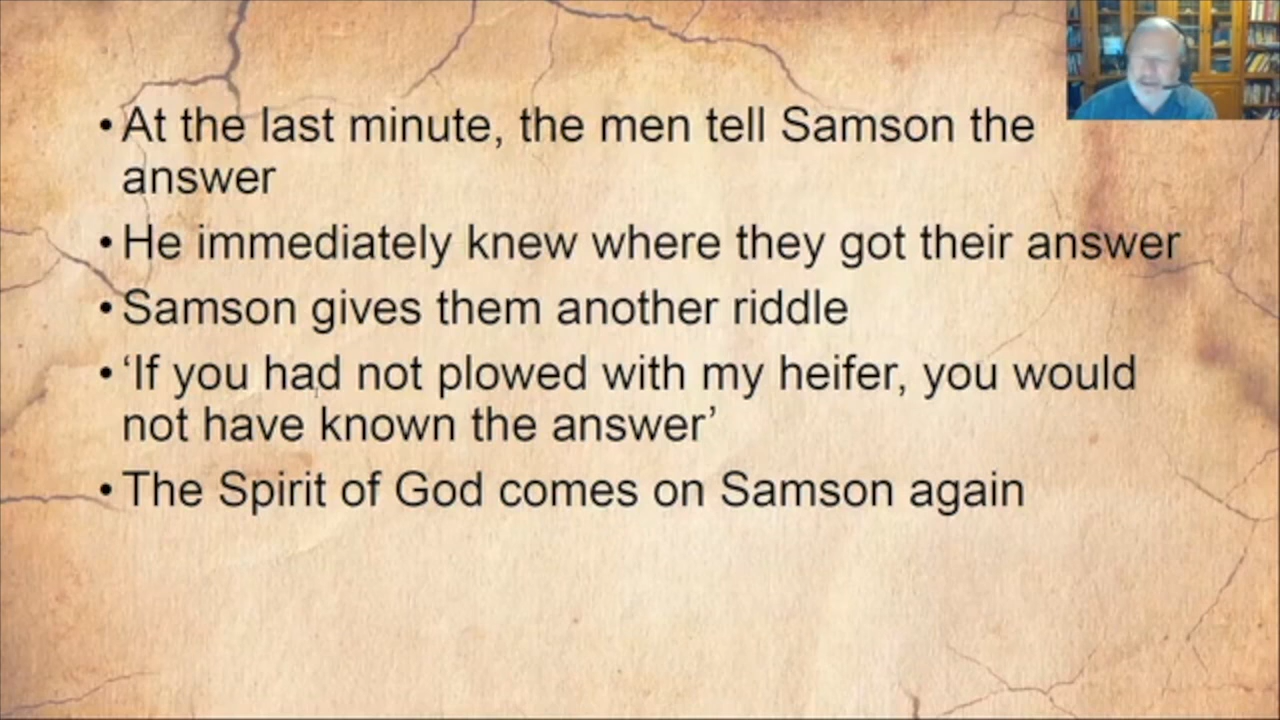 • At the last minute, the men tell Samson the
answer
• He immediately knew where they got their answer
• Samson gives them another riddle
• ‘If you had not plowed with my heifer, you would
not have known the answer’
• The Spirit of God comes on Samson again